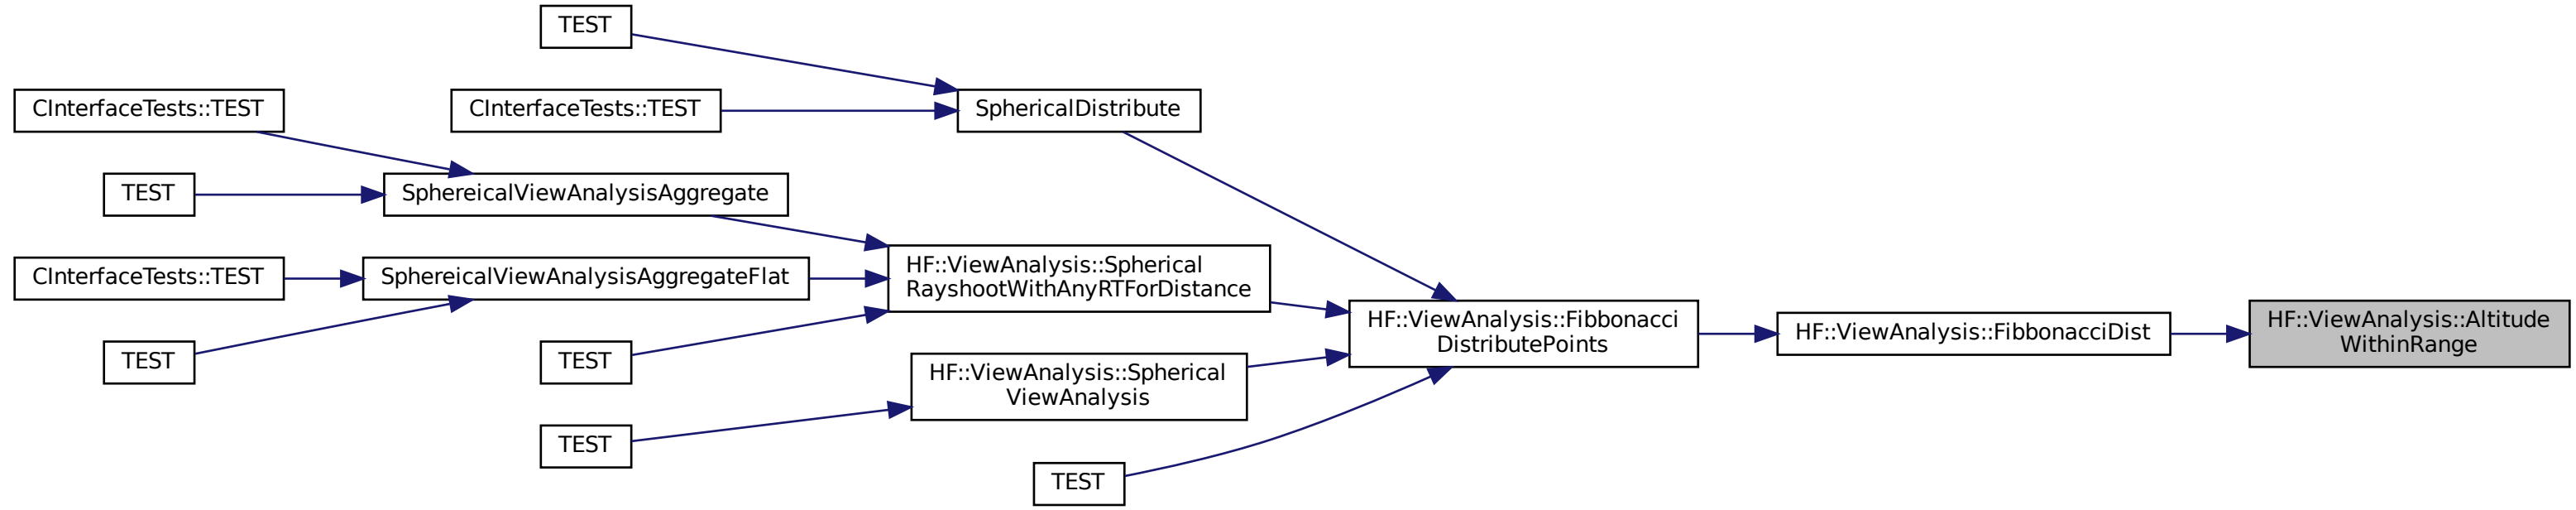 TEST
CInterfaceTests::TEST
CInterfaceTests::TEST
SphericalDistribute
TEST
SphereicalViewAnalysisAggregate
CInterfaceTests::TEST
SphereicalViewAnalysisAggregateFlat
HF::ViewAnalysis::Spherical
RayshootWithAnyRTForDistance
TEST
TEST
HF::ViewAnalysis::Spherical
ViewAnalysis
TEST
TEST
HF::ViewAnalysis::Fibbonacci
DistributePoints
HF::ViewAnalysis::FibbonacciDist
HF::ViewAnalysis::Altitude
WithinRange